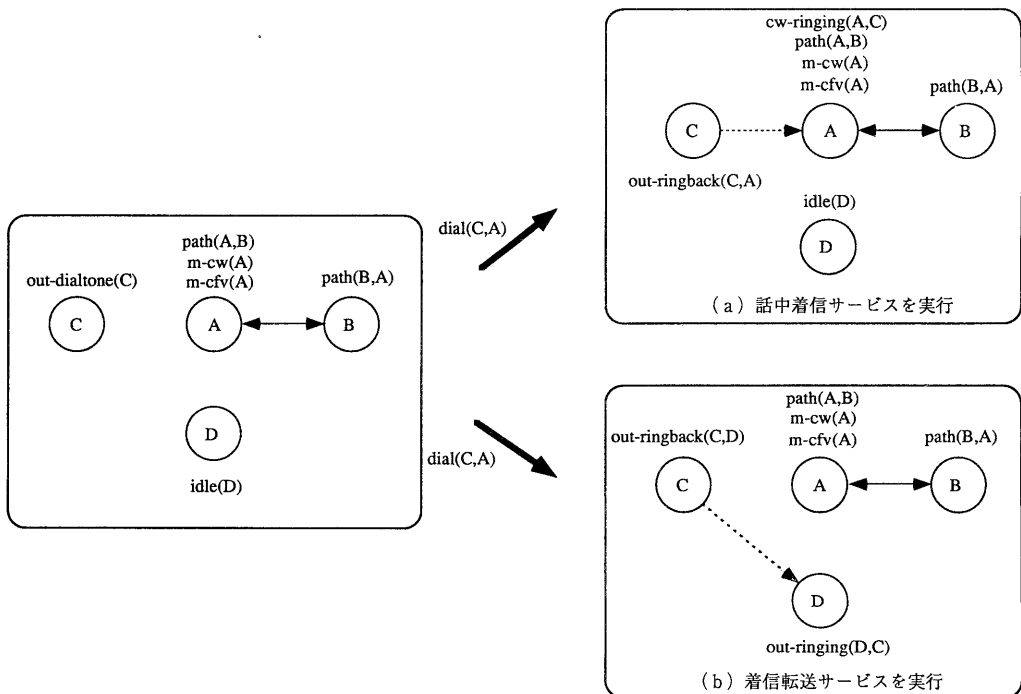 path(A,B)
m-cw(A)
m-cfv(A)
out-dialtone(C)
path(B,A)
C
A
B
D
idle(D)
dial(C,A)
dial(C,A)
cw-ringing(A,C)
path(A,B)
m-cw(A)
m-cfv(A)
path(B,A)
C
A
B
out-ringback(C,A)
idle(D)
D
(a)話中着信サービスを実行
path(A,B)
m-cw(A)
m-cfv(A)
out-ringback(C,D)
path(B,A)
C
A
B
D
out-ringing(D,C)
(b)着信転送サービスを実行